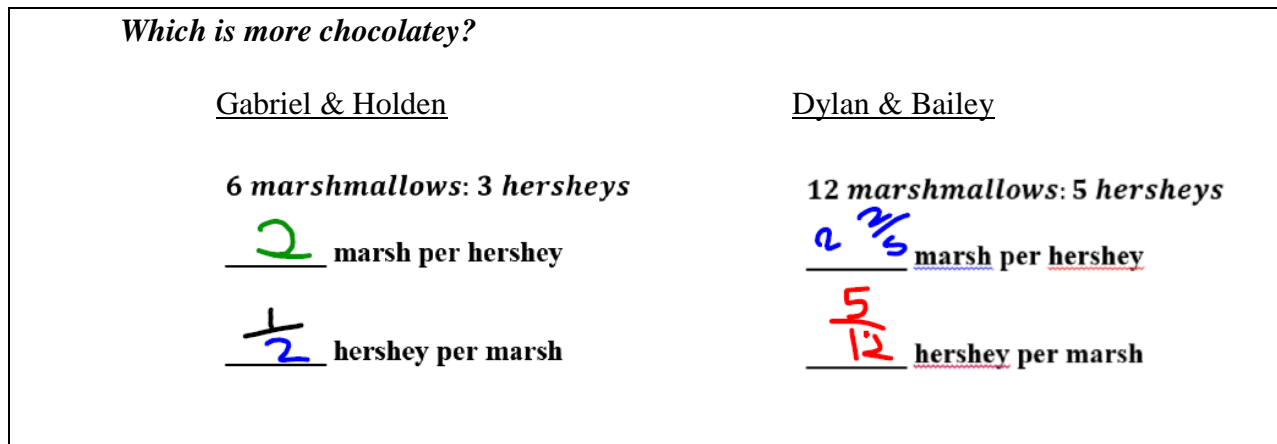 Which is more chocolatey?
Gabriel & Holden
6 marshmallows: 3 hersheys
2 marsh per hershey
1/2 hershey per marsh
Dylan & Bailey
12 marshmallows: 5 hersheys
2 2/5 marsh per hershey
5/12 hershey per marsh